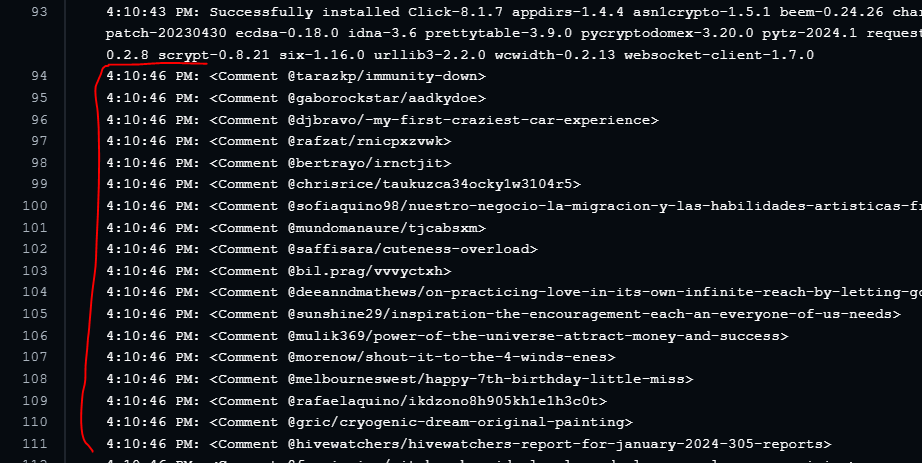 93 4:10:43 PM: Successfully installed Click-8.1.7 appdirs-1.4.4 asn1crypto-1.5.1 beem-0.24.26
patch-20230430 ecdsa-0.18.0 idna-3.6 prettytable-3.9.0 pycryptodomex-3.20.0 pytz-2024.1
0.2.8 scrypt-0.8.21 six-1.16.0 urllib3-2.2.0 wcwidth-0.2.13 websocket-client-1.7.0
94 4:10:46 PM: <Comment @tarazkp/immunity-down>
95 4:10:46 PM: <Comment @gaborockstar/aadkydoe>
96 4:10:46 PM: <Comment @djbravo/-my-first-craziest-car-experience>
97 4:10:46 PM: <Comment @rafzat/rnicpxzvwk>
98 4:10:46 PM: <Comment @bertrayo/irnctjit>
99 4:10:46 PM: <Comment @chrisrice/taukuzca34ocky1w3104r5>
100 4:10:46 PM: <Comment @sofiaquino98/nuestro-negocio-la-migracion-y-las-habilidades-artisticas-f
101 4:10:46 PM: <Comment @mundomanaure/tjcabsxm>
102 4:10:46 PM: <Comment @saffisara/cuteness-overload>
103 4:10:46 PM: <Comment @bil.prag/vvvyctxh>
104 4:10:46 PM: <Comment @deeanndmathews/on-practicing-love-in-its-own-infinite-reach-by-letting-g
105 4:10:46 PM: <Comment @sunshine29/inspiration-the-encouragement-each-an-everyone-of-us-needs>
106 4:10:46 PM: <Comment @mulik369/power-of-the-universe-attract-money-and-success>
107 4:10:46 PM: <Comment @morenow/shout-it-to-the-4-winds-enes>
108 4:10:46 PM: <Comment @melbourneswest/happy-7th-birthday-little-miss>
109 4:10:46 PM: <Comment @rafaelaquino/ikdzono8h905kh1e1h3c0t>
110 4:10:46 PM: <Comment @gric/cryogenic-dream-original-painting>
111 4:10:46 PM: <Comment @hivewatchers/hivewatchers-report-for-january-2024-305-reports>